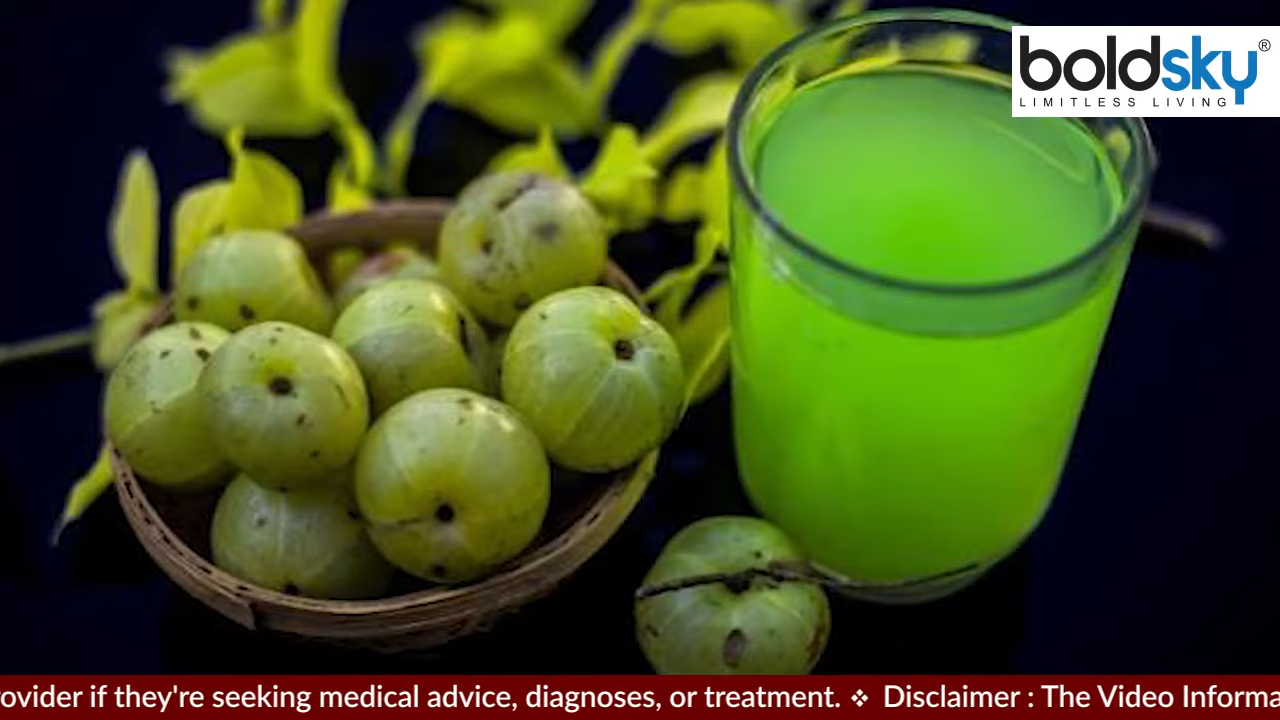 boldsky®
LIMITLESS LIVING
ovider if they're seeking medical advice, diagnoses, or treatment. ❖ Disclaimer : The Video Informa